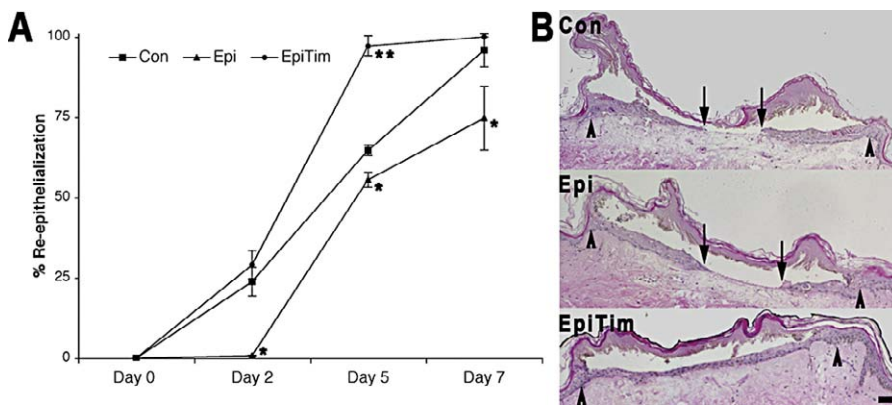 A
100
75
50
25
0
% Re-epithelialization
Con Epi EpiTim
**
*
*
*
Day 0 Day 2 Day 5 Day 7
B
Con
Epi
EpiTim